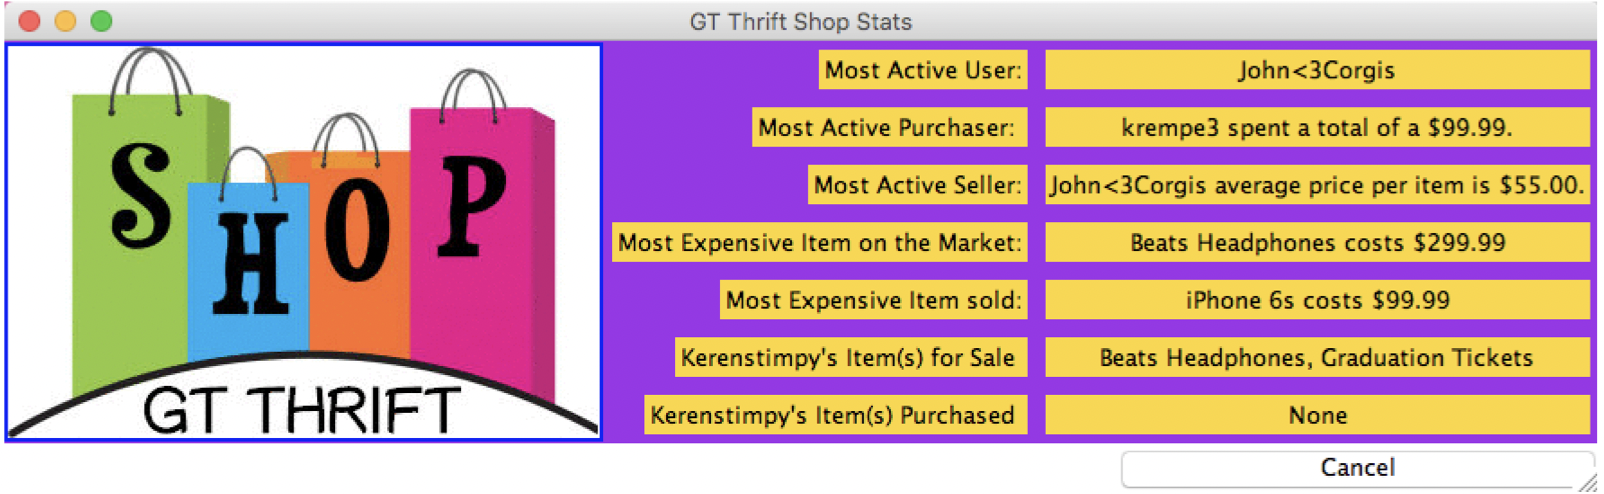 GT Thrift Shop Stats
SHOP
GT THRIFT
Most Active User: John<3Corgis
Most Active Purchaser: krempe3 spent a total of a $99.99.
Most Active Seller: John<3Corgis average price per item is $55.00.
Most Expensive Item on the Market: Beats Headphones costs $299.99
Most Expensive Item sold: iPhone 6s costs $99.99
Kerenstimpy's Item(s) for Sale Beats Headphones, Graduation Tickets
Kerenstimpy's Item(s) Purchased None
Cancel